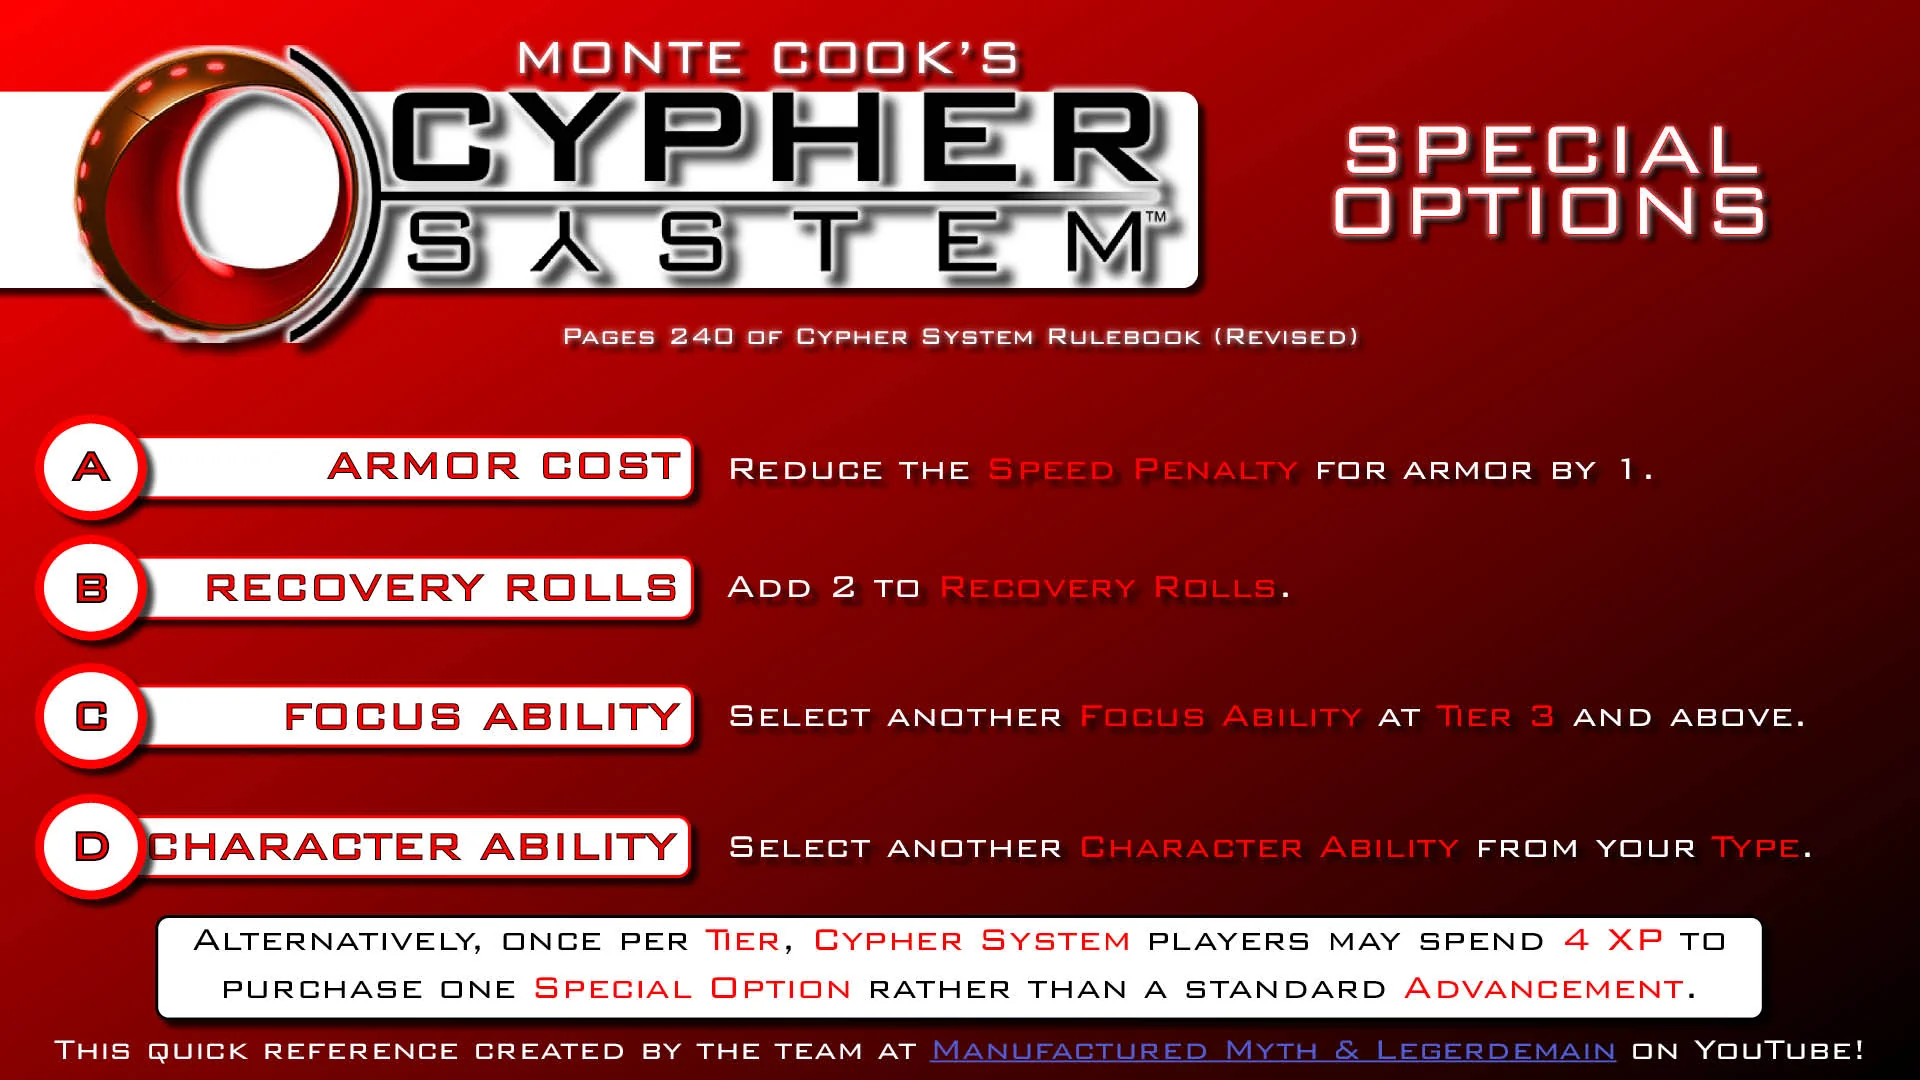 MONTE COOK'S
CYPHER
SYSTEM™
SPECIAL
OPTIONS
PAGES 240 OF CYPHER SYSTEM RULEBOOK (REVISED)
A ARMOR COST REDUCE THE SPEED PENALTY FOR ARMOR BY 1.
B RECOVERY ROLLS ADD 2 TO RECOVERY ROLLS.
C FOCUS ABILITY SELECT ANOTHER FOCUS ABILITY AT TIER 3 AND ABOVE.
D CHARACTER ABILITY SELECT ANOTHER CHARACTER ABILITY FROM YOUR TYPE.
ALTERNATIVELY, ONCE PER TIER, CYPHER SYSTEM PLAYERS MAY SPEND 4 XP TO
PURCHASE ONE SPECIAL OPTION RATHER THAN A STANDARD ADVANCEMENT.
THIS QUICK REFERENCE CREATED BY THE TEAM AT MANUFACTURED MYTH & LEGERDEMAIN ON YOUTUBE!